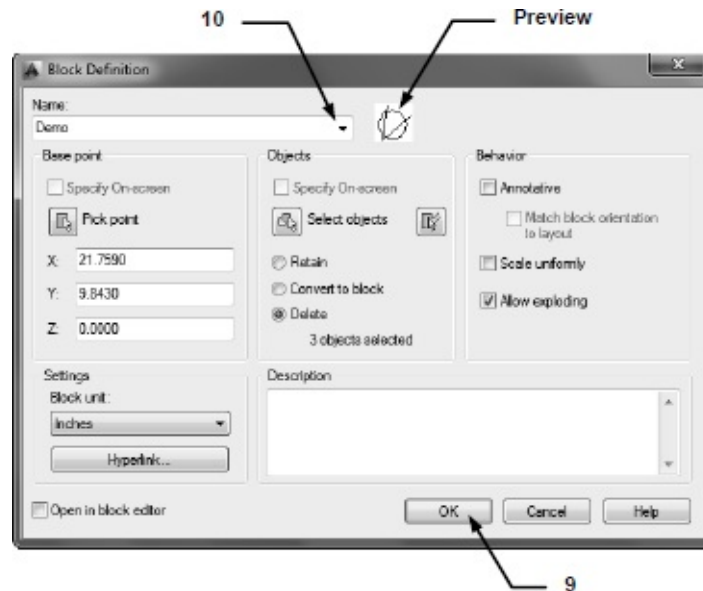 10
Preview
Block Definition
Name:
Demo
Base point
Specify On-screen
Pick point
X: 21.7590
Y: 9.8430
Z: 0.0000
Objects
Specify On-screen
Select objects
Retain
Convert to block
Delete
3 objects selected
Behavior
Annotative
Match block orientation
to layout
Scale uniformly
Allow exploding
Settings
Block unit:
Inches
Hyperlink...
Description
Open in block editor
OK
Cancel
Help
9